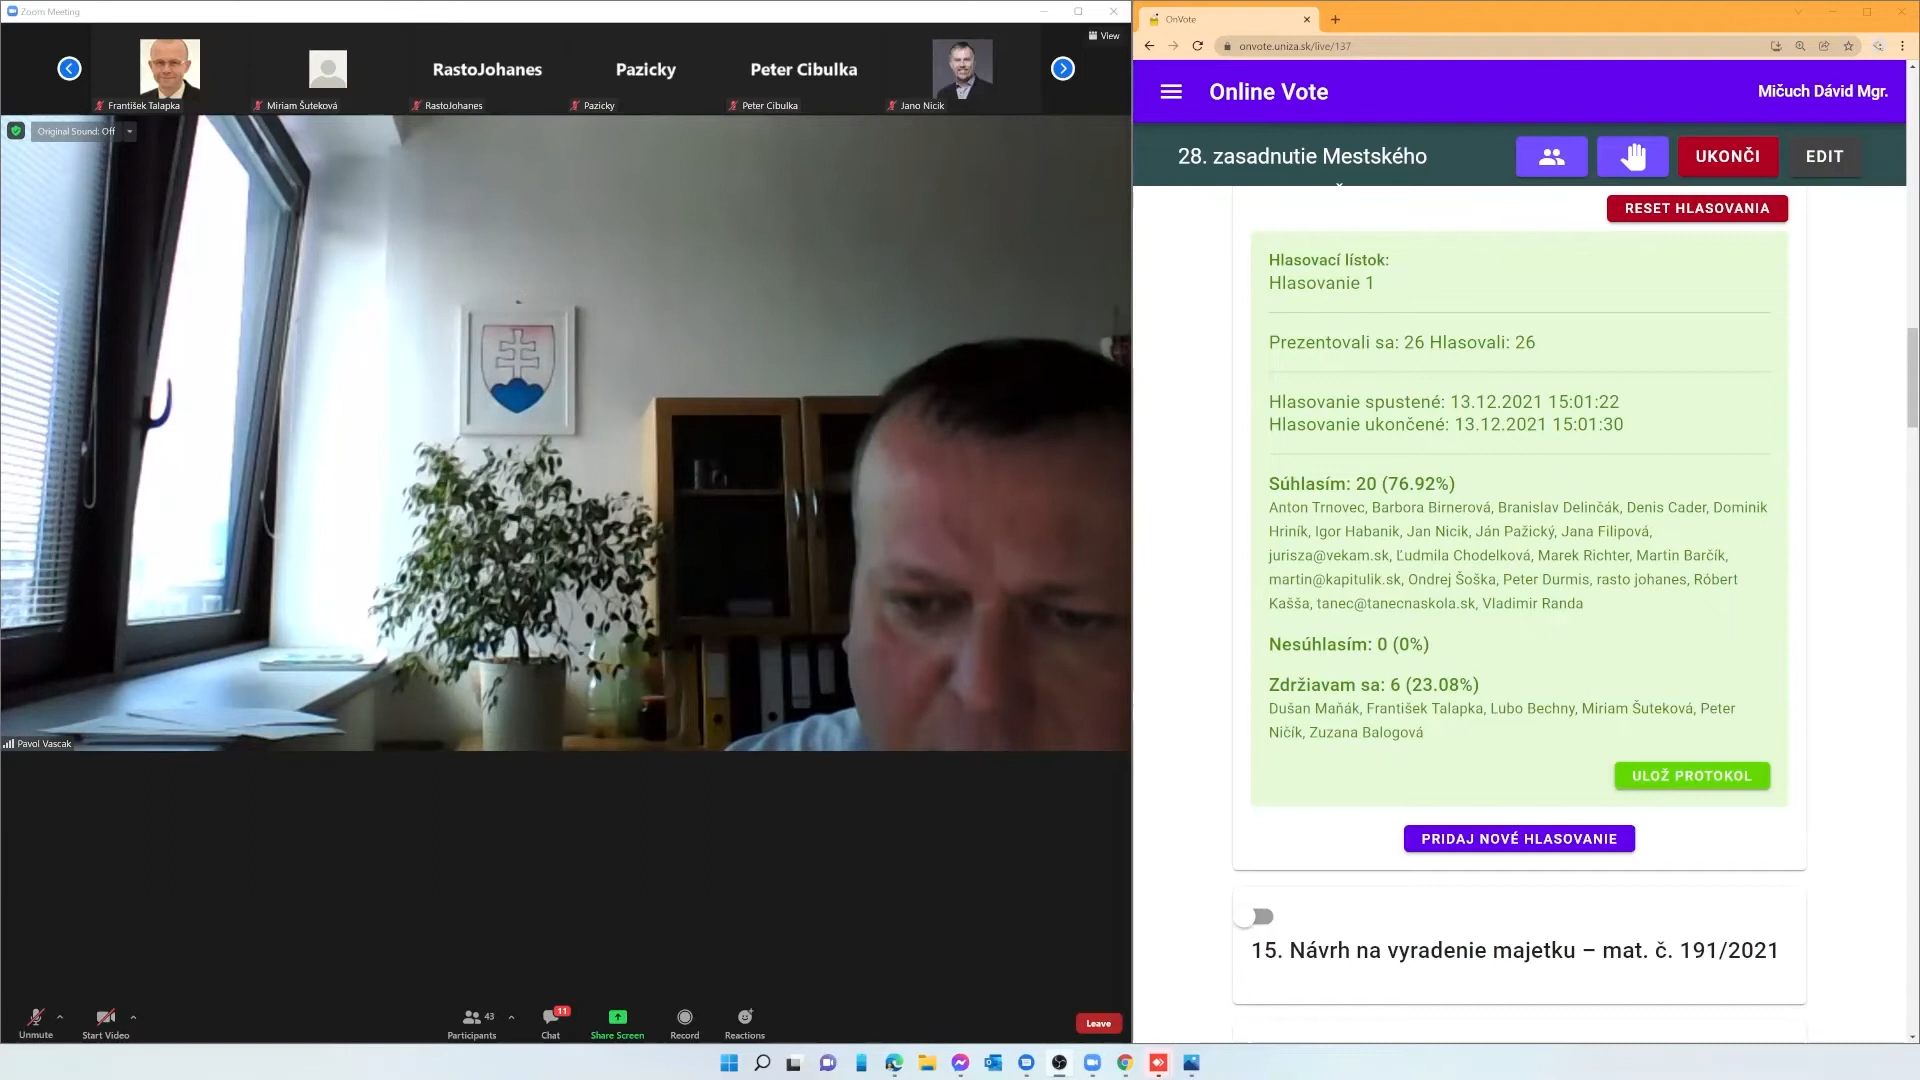 Zoom Meeting
View
RastoJohanes
Pazicky
Peter Cibulka
František Talapka
Miriam Šuteková
RastoJohanes
Pazicky
Peter Cibulka
Jano Nicik
Original Sound: Off
Pavol Vascak
Unmute
Start Video
43
Participants
11
Chat
Share Screen
Record
Reactions
Leave
OnVote
onvote.uniza.sk/live/137
Online Vote
Mičuch Dávid Mgr.
28. zasadnutie Mestského
UKONČI
EDIT
RESET HLASOVANIA
Hlasovací lístok:
Hlasovanie 1
Prezentovali sa: 26 Hlasovali: 26
Hlasovanie spustené: 13.12.2021 15:01:22
Hlasovanie ukončené: 13.12.2021 15:01:30
Súhlasím: 20 (76.92%)
Anton Trnovec, Barbora Birnerová, Branislav Delinčák, Denis Cader, Dominik
Hriník, Igor Habanik, Jan Nicik, Ján Pažický, Jana Filipová,
jurisza@vekam.sk, Ľudmila Chodelková, Marek Richter, Martin Barčík,
martin@kapitulik.sk, Ondrej Šoška, Peter Durmis, rasto johanes, Róbert
Kašša, tanec@tanecnaskola.sk, Vladimir Randa
Nesúhlasím: 0 (0%)
Zdržiavam sa: 6 (23.08%)
Dušan Maňák, František Talapka, Lubo Bechny, Miriam Šuteková, Peter
Ničík, Zuzana Balogová
ULOŽ PROTOKOL
PRIDAJ NOVÉ HLASOVANIE
15. Návrh na vyradenie majetku – mat. č. 191/2021